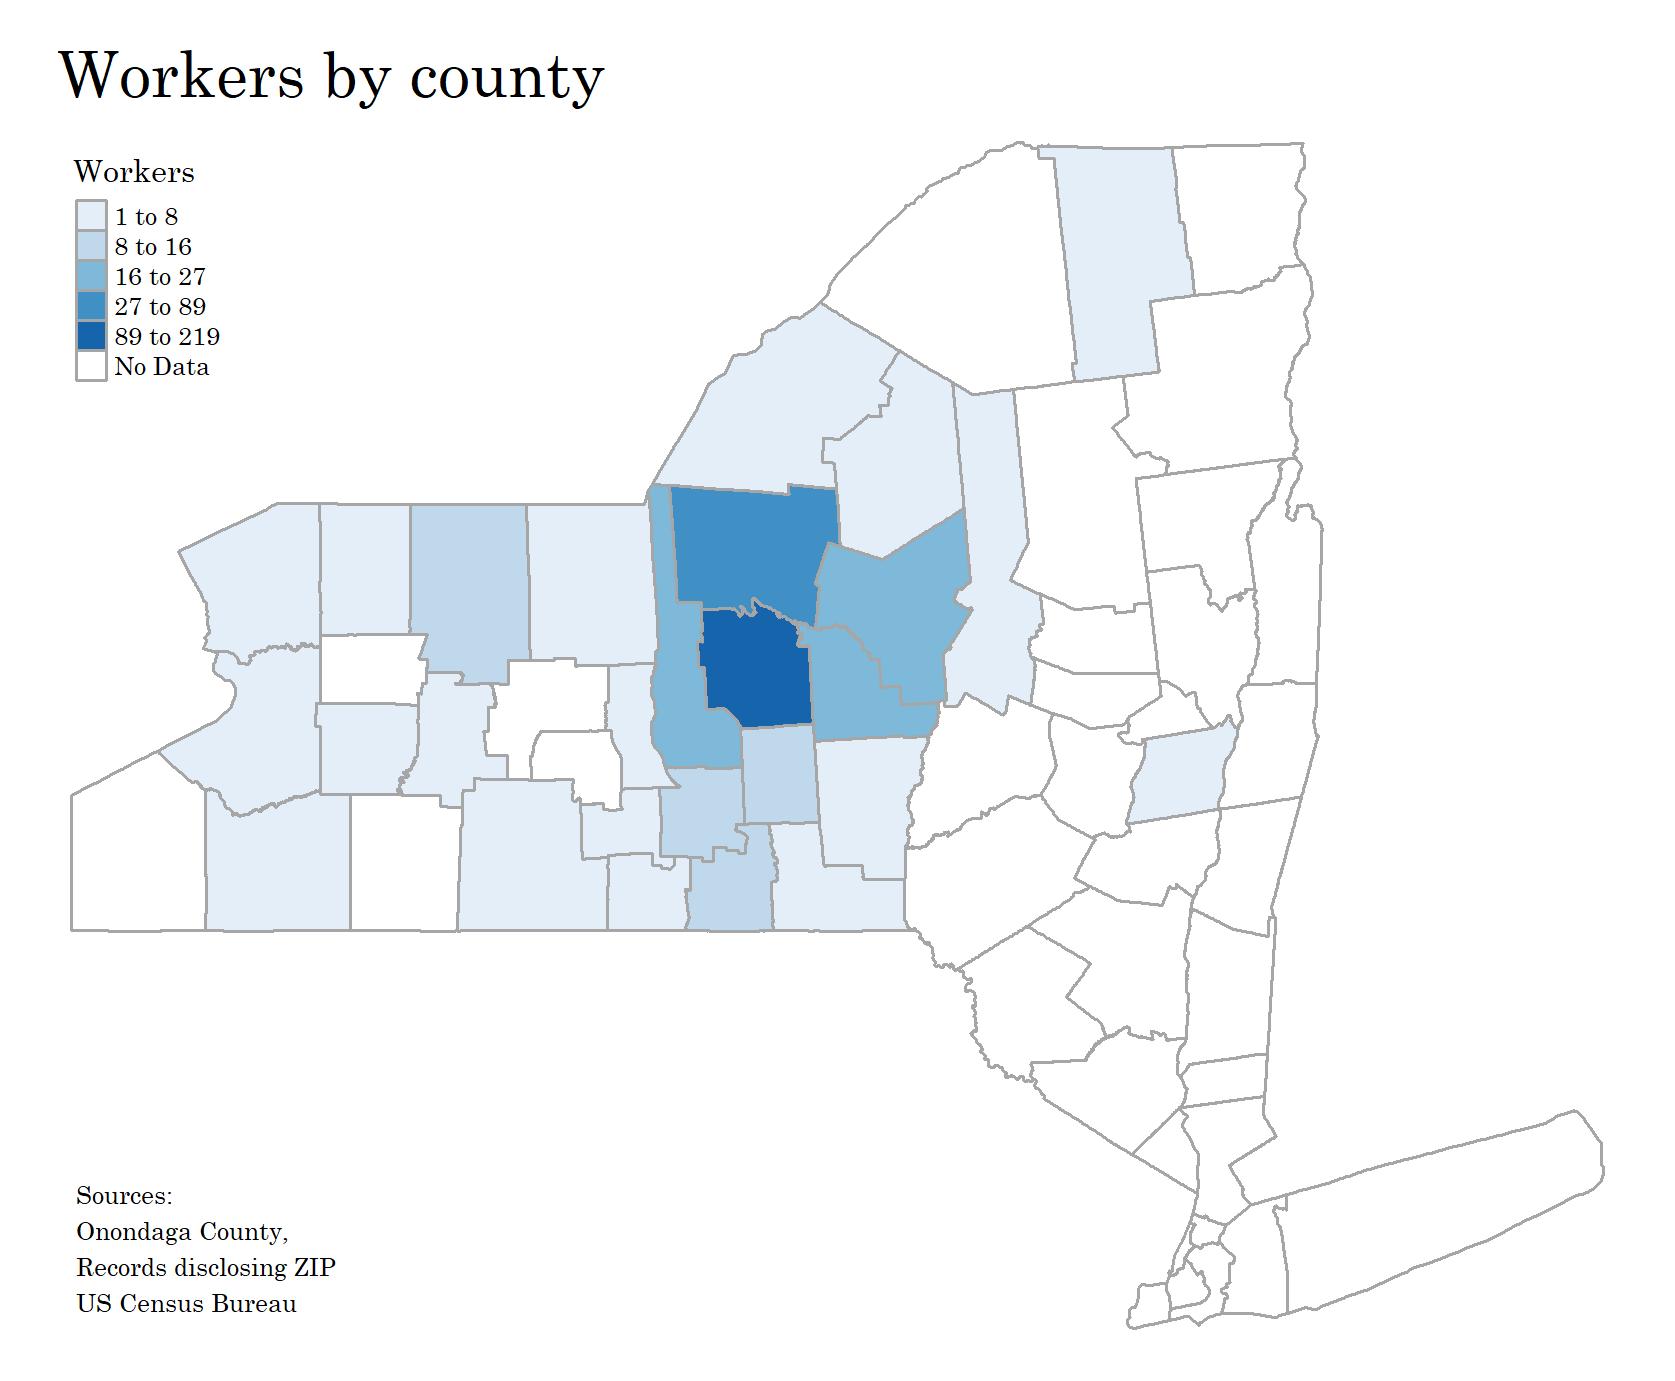 Workers by county
Workers
1 to 8
8 to 16
16 to 27
27 to 89
89 to 219
No Data
Sources:
Onondaga County,
Records disclosing ZIP
US Census Bureau